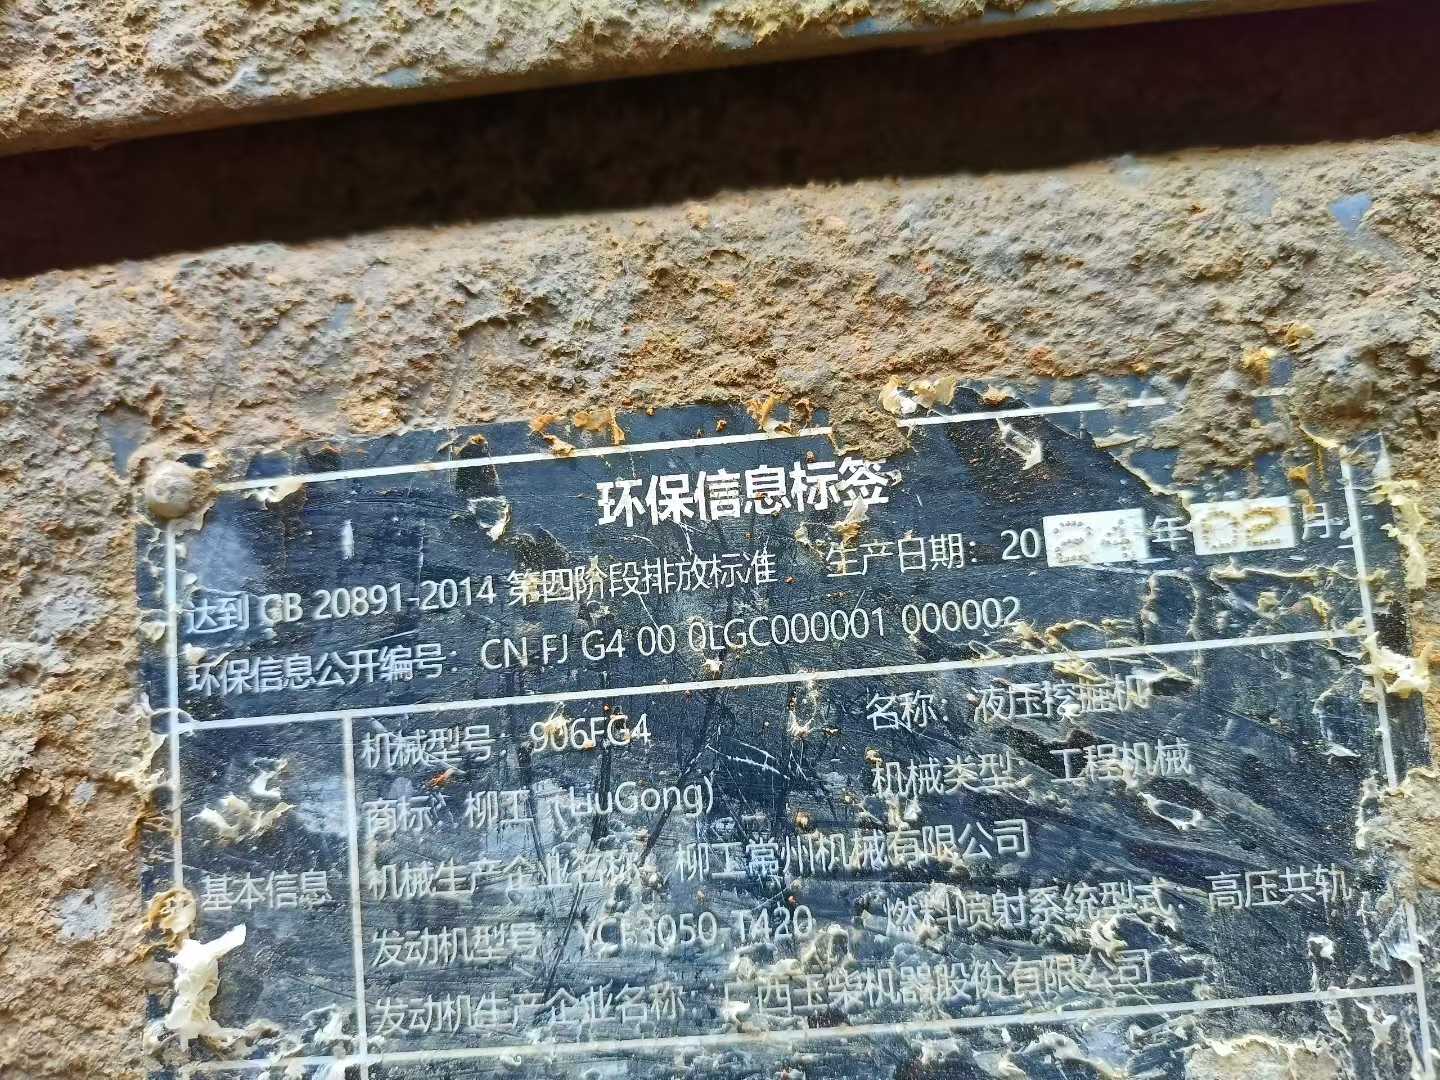 环保信息标签
达到 GB 20891-2014 第四阶段排放标准 生产日期：2024年02月
环保信息公开编号：CN FJ G4 00 0LGC000001 000002
机械型号：906FG4 名称：液压挖掘机
商标：柳工（LiuGong） 机械类型：工程机械
机械生产企业名称：柳工常州机械有限公司
基本信息
发动机型号：YCF3050-T420 燃料喷射系统型式：高压共轨
发动机生产企业名称：广西玉柴机器股份有限公司